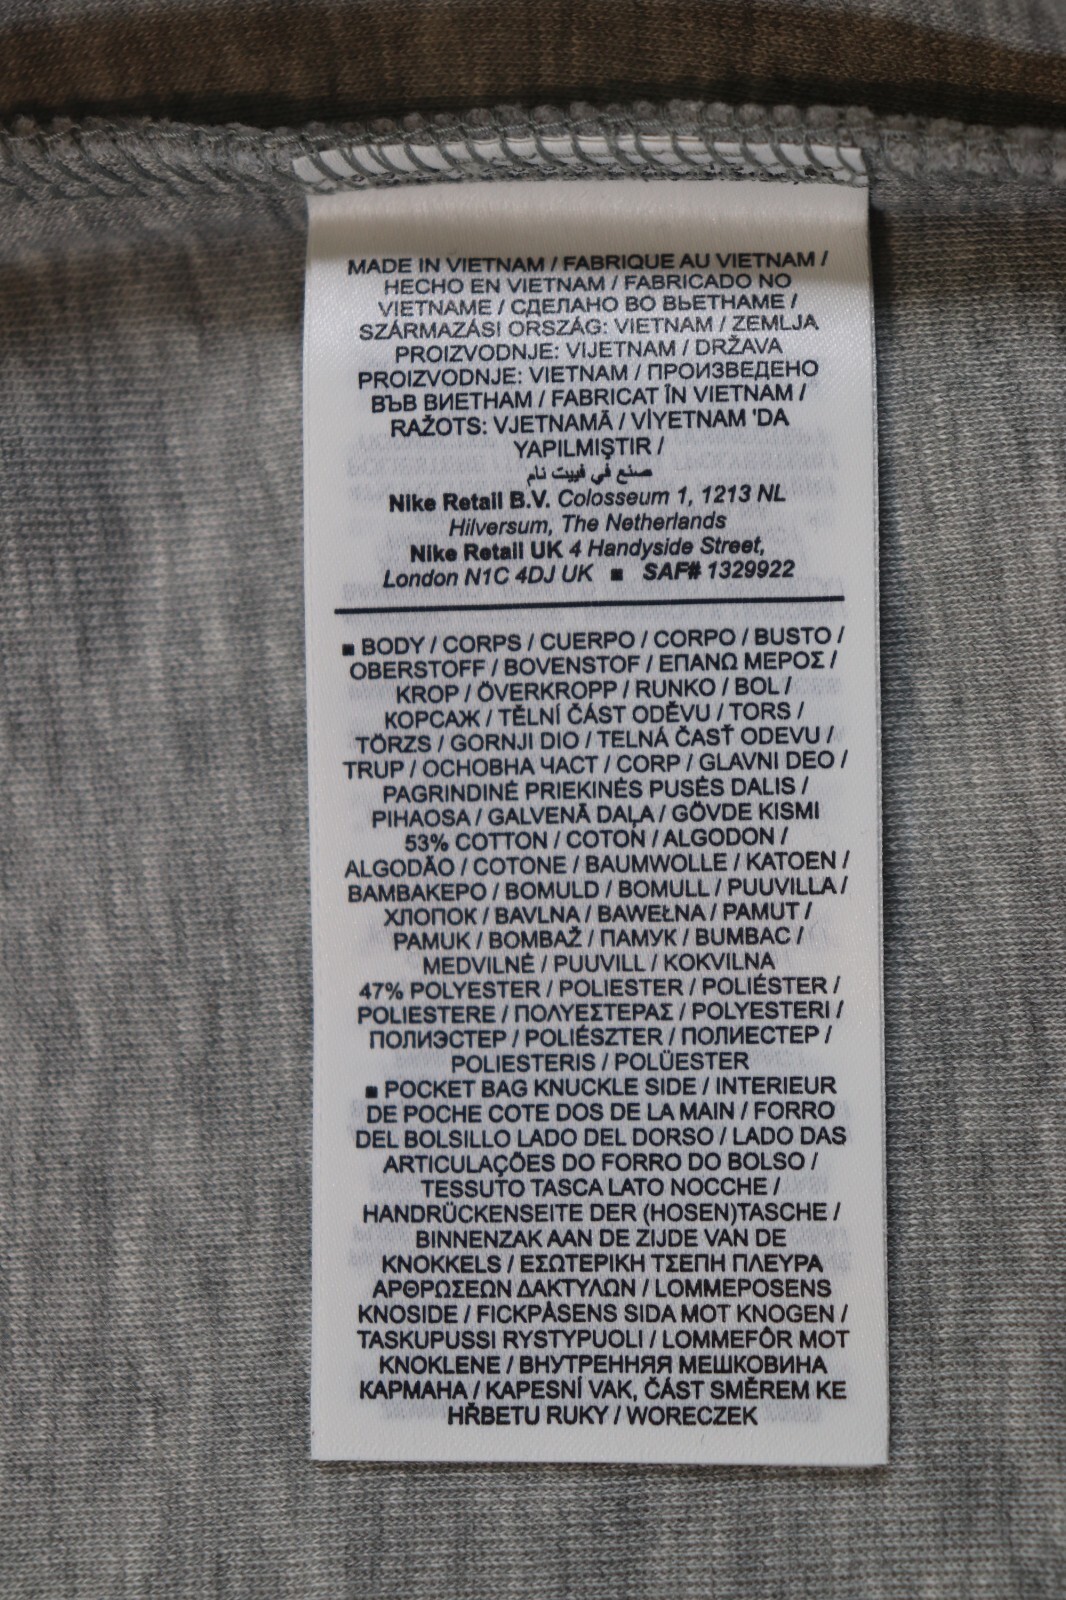 MADE IN VIETNAM / FABRIQUE AU VIETNAM /
HECHO EN VIETNAM / FABRICADO NO
VIETNAME / СДЕЛАНО ВО ВЬЕТНАМЕ /
SZÁRMAZÁSI ORSZÁG: VIETNAM / ZEMLJA
PROIZVODNJE: VIJETNAM / DRŽAVA
PROIZVODNJE: VIETNAM / ПРОИЗВЕДЕНО
ВЪВ ВИЕТНАМ / FABRICAT ÎN VIETNAM /
RAŽOTS: VJETNAMĀ / VİYETNAM 'DA
YAPILMIŞTIR /
صنع في فييت نام
Nike Retail B.V. Colosseum 1, 1213 NL
Hilversum, The Netherlands
Nike Retail UK 4 Handyside Street,
London N1C 4DJ UK ■ SAF# 1329922
■ BODY / CORPS / CUERPO / CORPO / BUSTO /
OBERSTOFF / BOVENSTOF / ΕΠΑΝΩ ΜΕΡΟΣ /
KROP / ÖVERKROPP / RUNKO / BOL /
КОРСАЖ / TĚLNÍ ČÁST ODĚVU / TORS /
TÖRZS / GORNJI DIO / TELNÁ ČASŤ ODEVU /
TRUP / ОСНОВНА ЧАСТ / CORP / GLAVNI DEO /
PAGRINDINĖ PRIEKINĖS PUSĖS DALIS /
PIHAOSA / GALVENĀ DAĻA / GÖVDE KISMI
53% COTTON / COTON / ALGODON /
ALGODÃO / COTONE / BAUMWOLLE / KATOEN /
ΒΑΜΒΑΚΕΡΟ / BOMULD / BOMULL / PUUVILLA /
ХЛОПОК / BAVLNA / BAWEŁNA / PAMUT /
PAMUK / BOMBAŽ / ПАМУК / BUMBAC /
MEDVILNĖ / PUUVILL / KOKVILNA
47% POLYESTER / POLIESTER / POLIÉSTER /
POLIESTERE / ΠΟΛΥΕΣΤΕΡΑΣ / POLYESTERI /
ПОЛИЭСТЕР / POLIÉSZTER / ПОЛИЕСТЕР /
POLIESTERIS / POLÜESTER
■ POCKET BAG KNUCKLE SIDE / INTERIEUR
DE POCHE COTE DOS DE LA MAIN / FORRO
DEL BOLSILLO LADO DEL DORSO / LADO DAS
ARTICULAÇÕES DO FORRO DO BOLSO /
TESSUTO TASCA LATO NOCCHE /
HANDRÜCKENSEITE DER (HOSEN)TASCHE /
BINNENZAK AAN DE ZIJDE VAN DE
KNOKKELS / ΕΣΩΤΕΡΙΚΗ ΤΣΕΠΗ ΠΛΕΥΡΑ
ΑΡΘΡΩΣΕΩΝ ΔΑΚΤΥΛΩΝ / LOMMEPOSENS
KNOSIDE / FICKPÅSENS SIDA MOT KNOGEN /
TASKUPUSSI RYSTYPUOLI / LOMMEFÔR MOT
KNOKLENE / ВНУТРЕННЯЯ МЕШКОВИНА
КАРМАНА / KAPESNÍ VAK, ČÁST SMĚREM KE
HŘBETU RUKY / WORECZEK